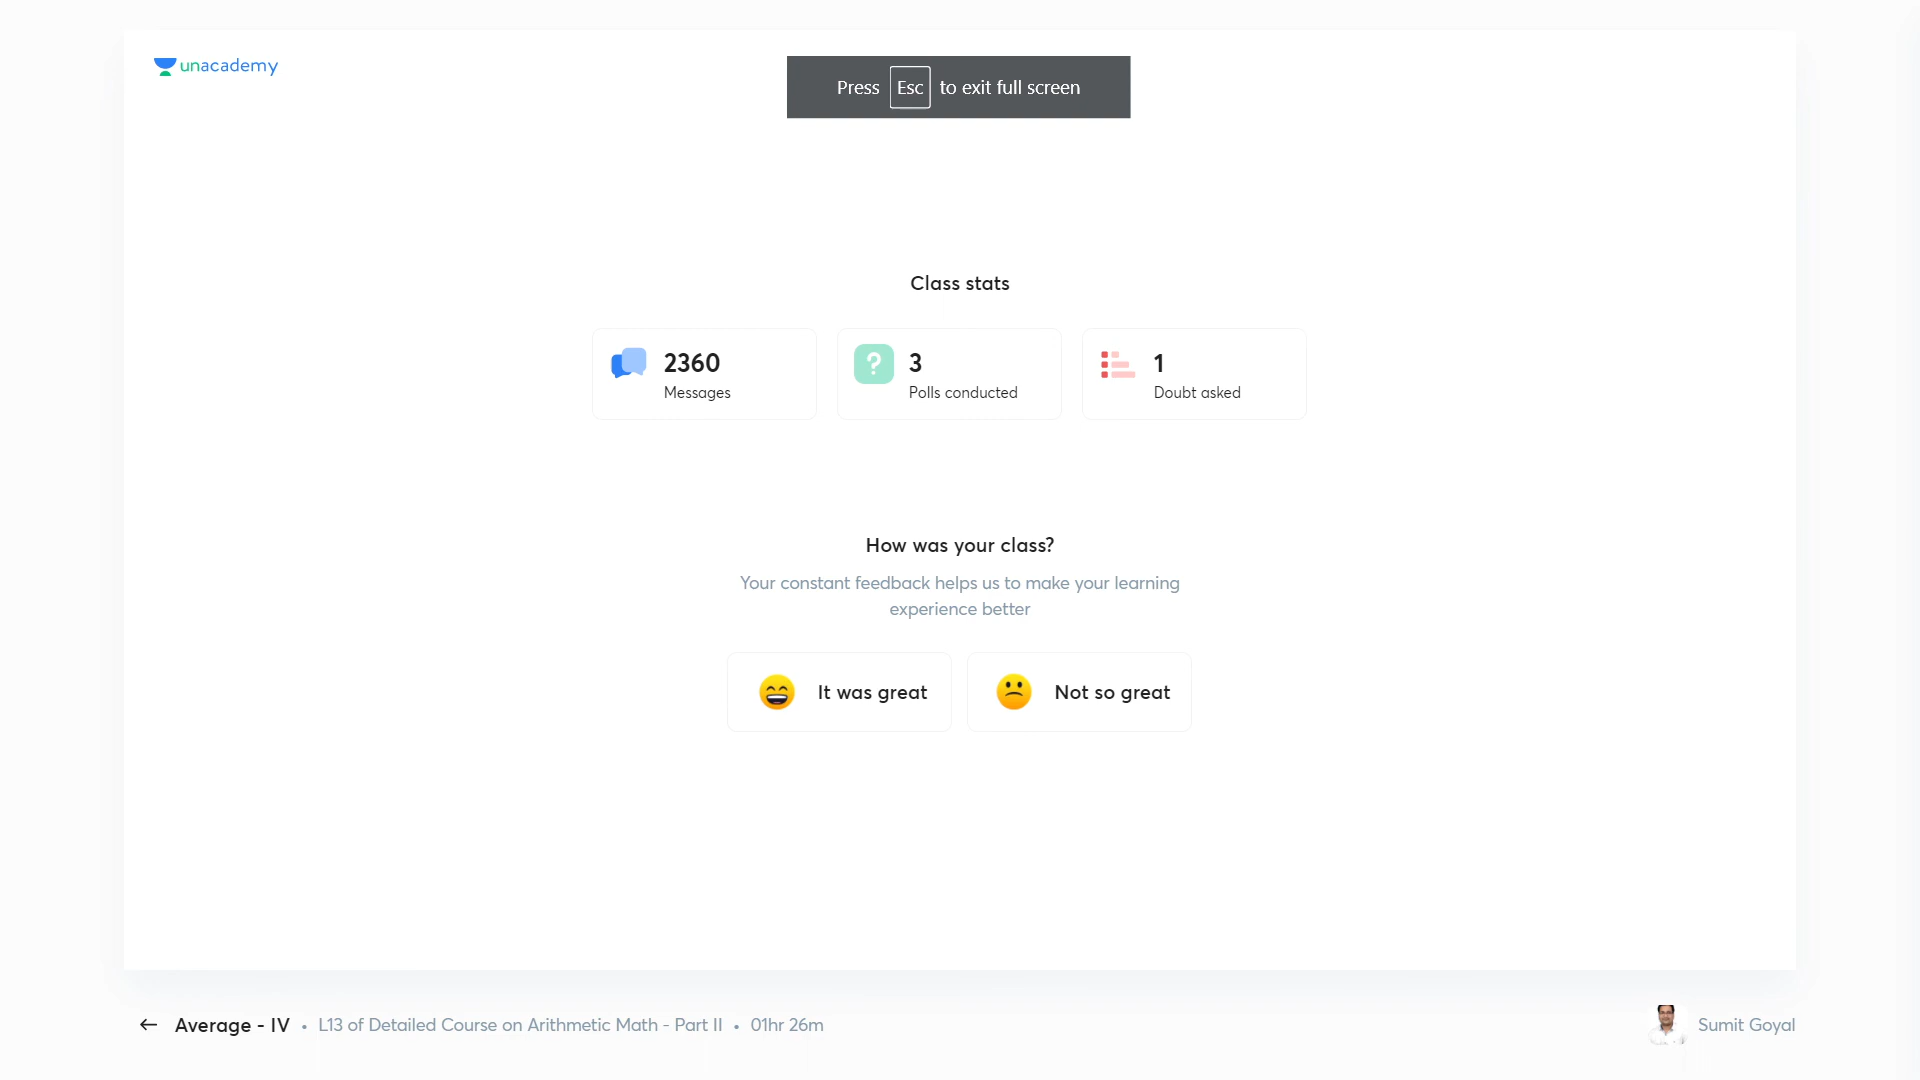 unacademy
Press Esc to exit full screen
Class stats
2360
Messages
?
3
Polls conducted
1
Doubt asked
How was your class?
Your constant feedback helps us to make your learning
experience better
It was great
Not so great
Average - IV • L13 of Detailed Course on Arithmetic Math - Part II • 01hr 26m
Sumit Goyal